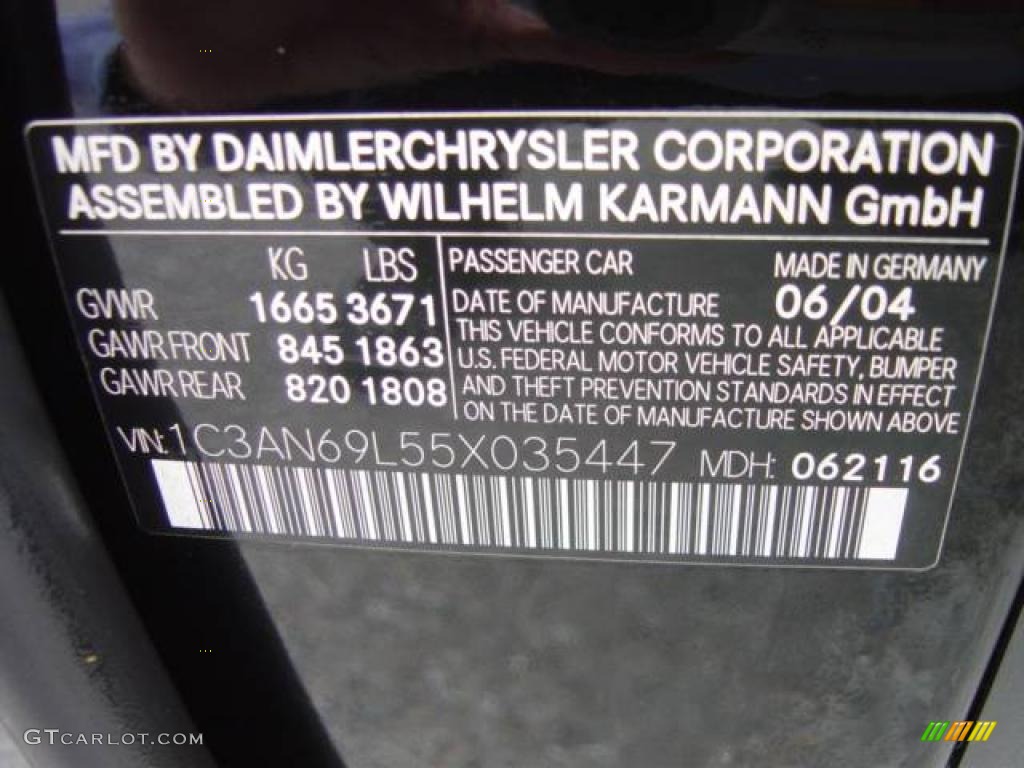 MFD BY DAIMLERCHRYSLER CORPORATION
ASSEMBLED BY WILHELM KARMANN GmbH
KG LBS
GVWR 1665 3671
GAWR FRONT 845 1863
GAWR REAR 820 1808
PASSENGER CAR MADE IN GERMANY
DATE OF MANUFACTURE 06/04
THIS VEHICLE CONFORMS TO ALL APPLICABLE
U.S. FEDERAL MOTOR VEHICLE SAFETY, BUMPER
AND THEFT PREVENTION STANDARDS IN EFFECT
ON THE DATE OF MANUFACTURE SHOWN ABOVE
VIN: 1C3AN69L55X035447 MDH: 062116
GTCARLOT.COM